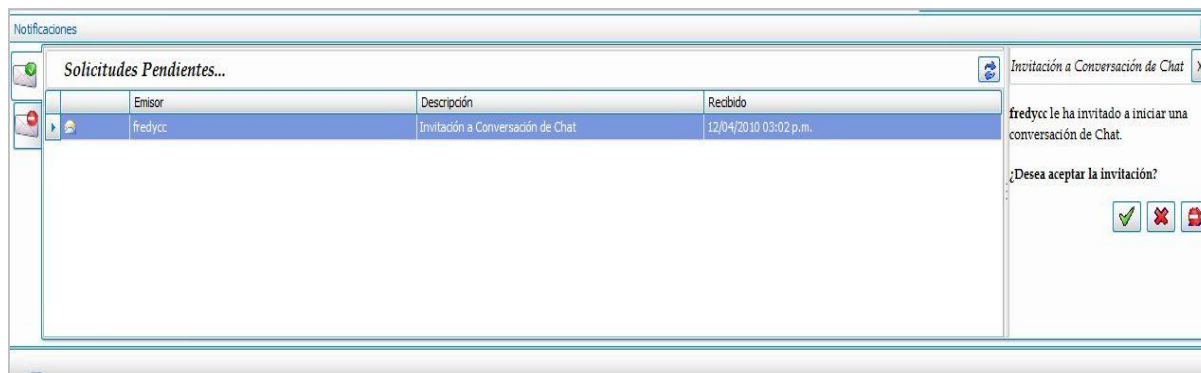 Notificaciones
Solicitudes Pendientes...
Emisor Descripción Recibido
fredycc Invitación a Conversación de Chat 12/04/2010 03:02 p.m.
Invitación a Conversación de Chat
fredycc le ha invitado a iniciar una
conversación de Chat.
¿Desea aceptar la invitación?